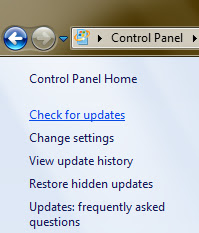 Control Panel
Control Panel Home
Check for updates
Change settings
View update history
Restore hidden updates
Updates: frequently asked
questions